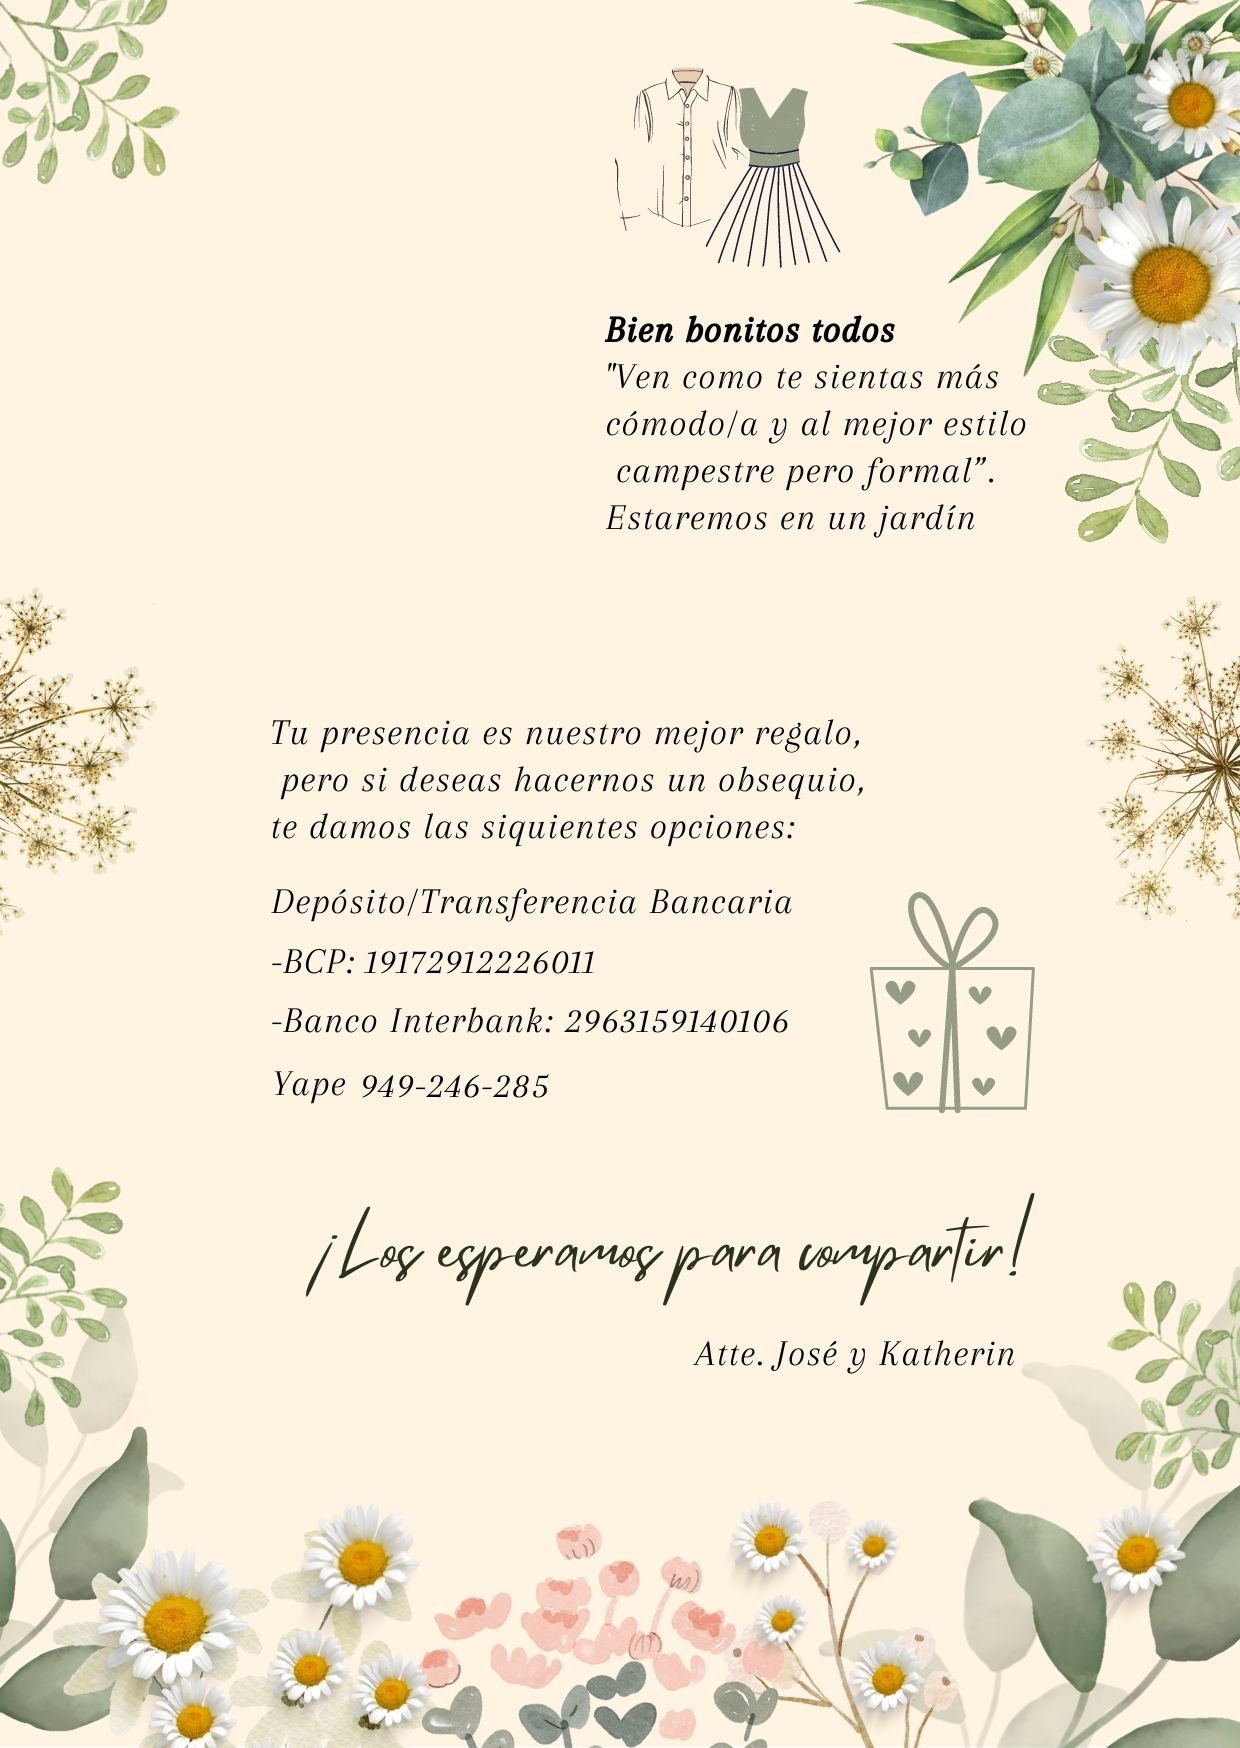 Bien bonitos todos
"Ven como te sientas más
cómodo/a y al mejor estilo
campestre pero formal”.
Estaremos en un jardín
Tu presencia es nuestro mejor regalo,
pero si deseas hacernos un obsequio,
te damos las siquientes opciones:
Depósito/Transferencia Bancaria
-BCP: 19172912226011
-Banco Interbank: 2963159140106
Yape 949-246-285
¡Los esperamos para compartir!
Atte. José y Katherin